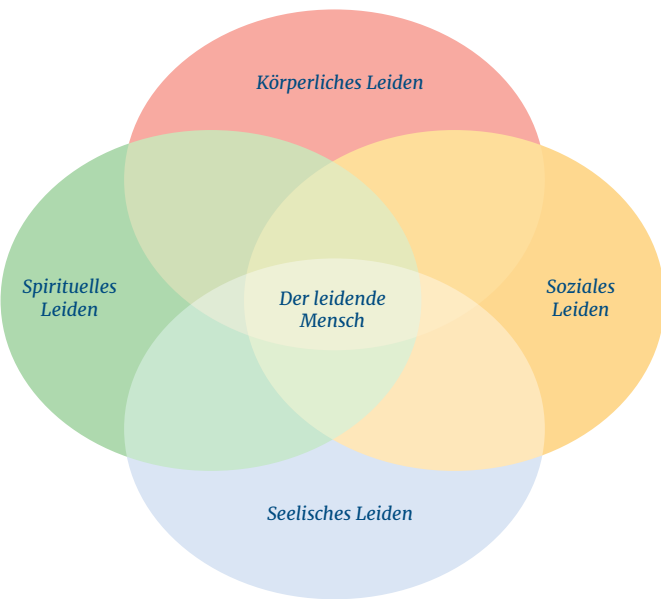 Körperliches Leiden
Spirituelles
Leiden
Der leidende
Mensch
Soziales
Leiden
Seelisches Leiden